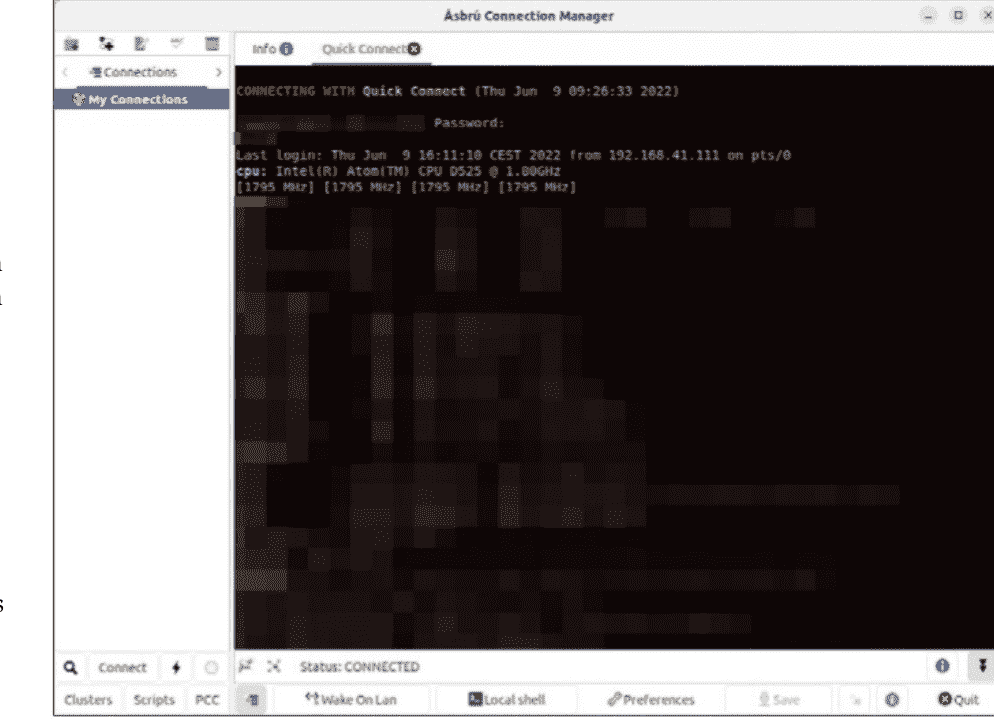 Ásbrú Connection Manager
Info
Quick Connect
Connections
My Connections
CONNECTING WITH Quick Connect (Thu Jun 9 09:26:33 2022)
Password:
Last login: Thu Jun 9 16:11:10 CEST 2022 from 192.168.41.111 on pts/0
cpu: Intel(R) Atom(TM) CPU D525 @ 1.80GHz
[1795 MHz] [1795 MHz] [1795 MHz] [1795 MHz]
Connect
Status: CONNECTED
Clusters Scripts PCC
Wake On Lan
Local shell
Preferences
Save
Quit